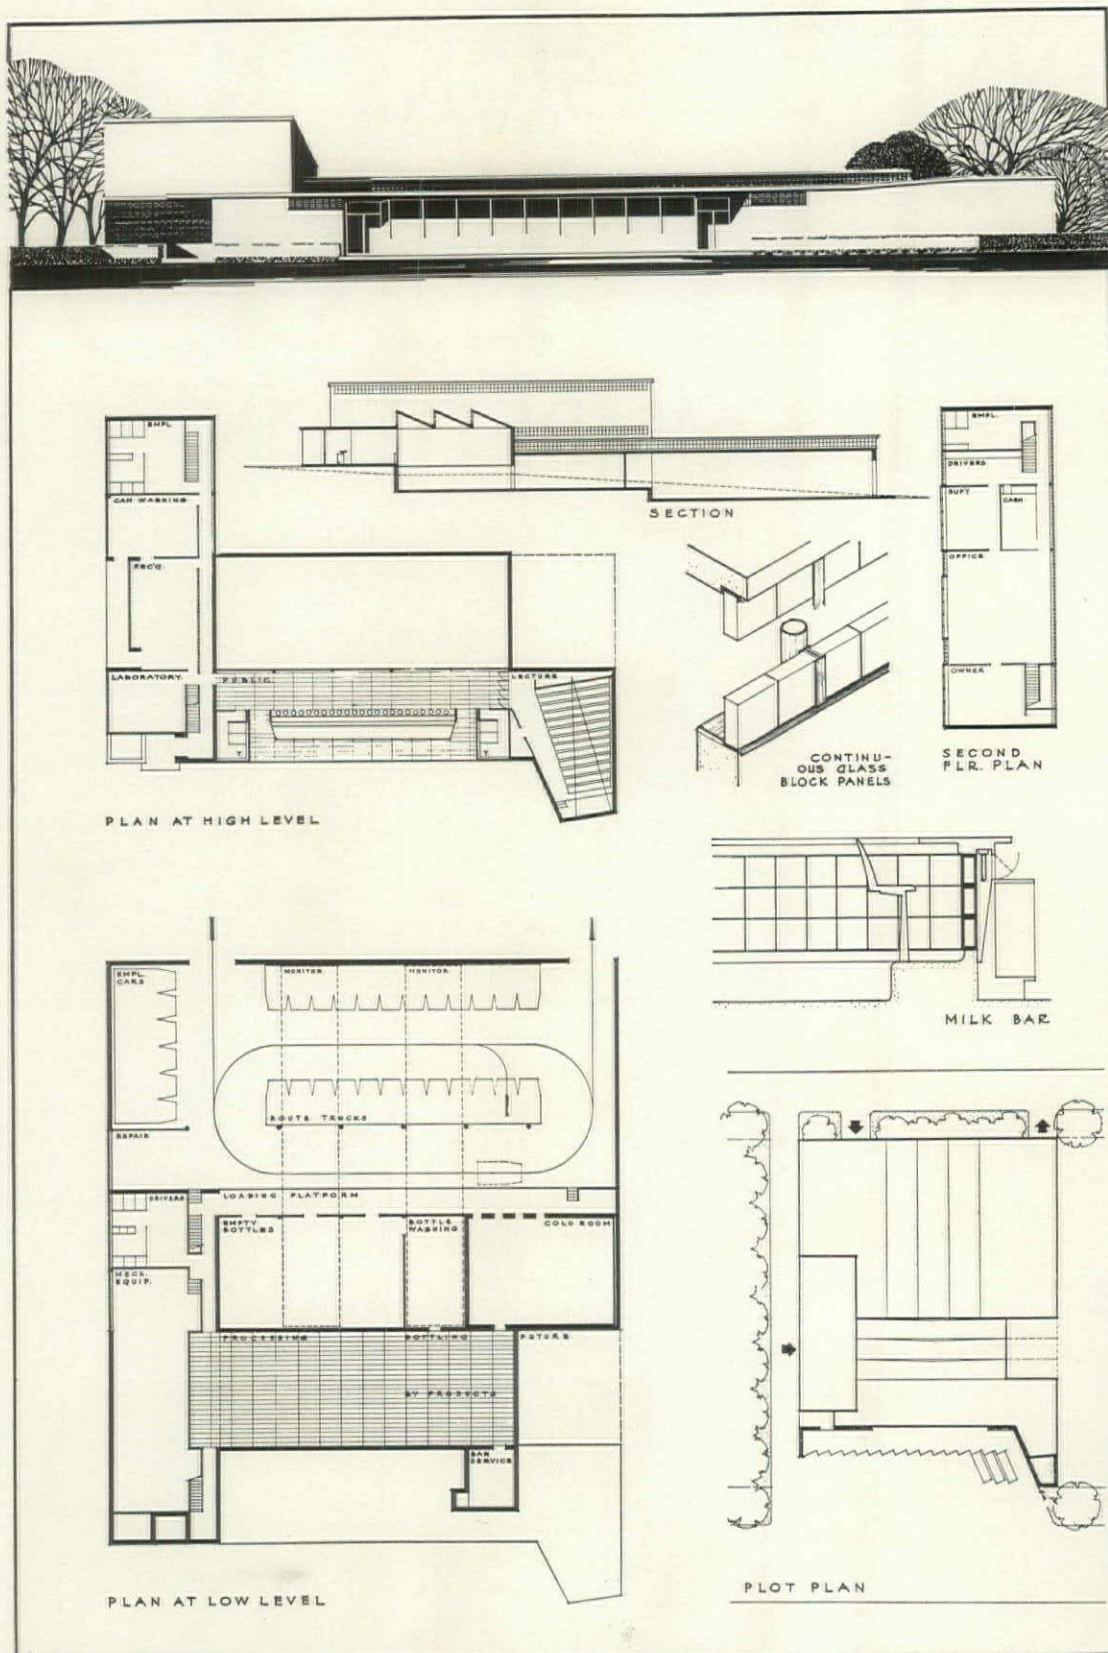 EMPL.
CAN WASHING
REC'G.
LABORATORY.
PUBLIC
LECTURE
T.
T.
PLAN AT HIGH LEVEL
SECTION
EMPL.
DRIVERS
SUPT.
CASH.
OFFICE
OWNER
SECOND
FLR. PLAN
CONTINU-
OUS GLASS
BLOCK PANELS
MILK BAR
EMPL.
CARS
MONITOR
MONITOR
ROUTE TRUCKS
REPAIR
DRIVERS
LOADING PLATFORM
EMPTY
BOTTLES
BOTTLE
WASHING
COLD ROOM
MECH.
EQUIP.
PROCESSING
BOTTLING
FUTURE
BY PRODUCTS
BAR
SERVICE
PLAN AT LOW LEVEL
PLOT PLAN